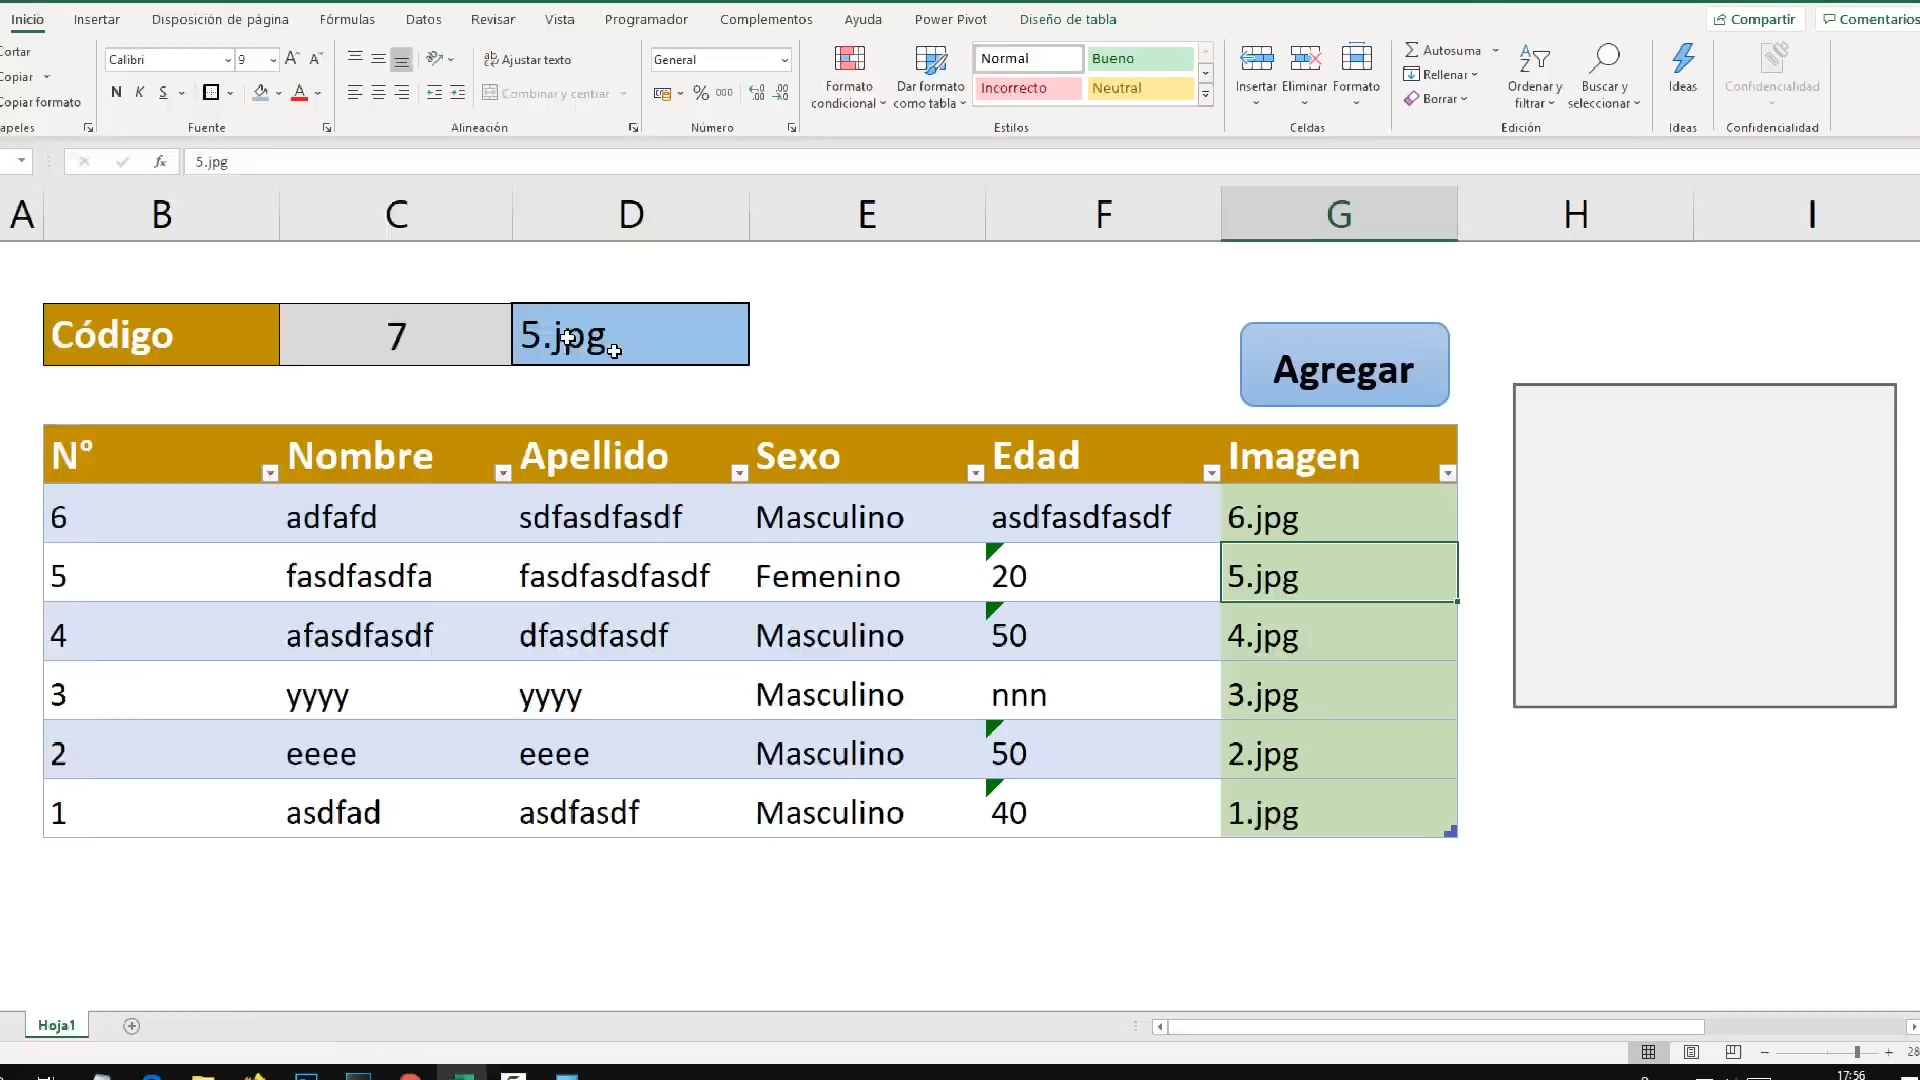 Inicio Insertar Disposición de página Fórmulas Datos Revisar Vista Programador Complementos Ayuda Power Pivot Diseño de tabla Compartir Comentarios
Cortar
Copiar
Copiar formato
Calibri 9
N K S
Fuente
Ajustar texto
Combinar y centrar
Alineación
General
% 000
Número
Formato condicional
Dar formato como tabla
Normal Bueno
Incorrecto Neutral
Estilos
Insertar Eliminar Formato
Celdas
Autosuma
Rellenar
Borrar
Ordenar y filtrar
Buscar y seleccionar
Edición
Ideas
Ideas
Confidencialidad
Confidencialidad
fx 5.jpg
A B C D E F G H I
Código 7 5.jpg
Agregar
N° Nombre Apellido Sexo Edad Imagen
6 adfafd sdfasdfasdf Masculino asdfasdfasdf 6.jpg
5 fasdfasdfa fasdfasdfasdf Femenino 20 5.jpg
4 afasdfasdf dfasdfasdf Masculino 50 4.jpg
3 yyyy yyyy Masculino nnn 3.jpg
2 eeee eeee Masculino 50 2.jpg
1 asdfad asdfasdf Masculino 40 1.jpg
Hoja1
17:56